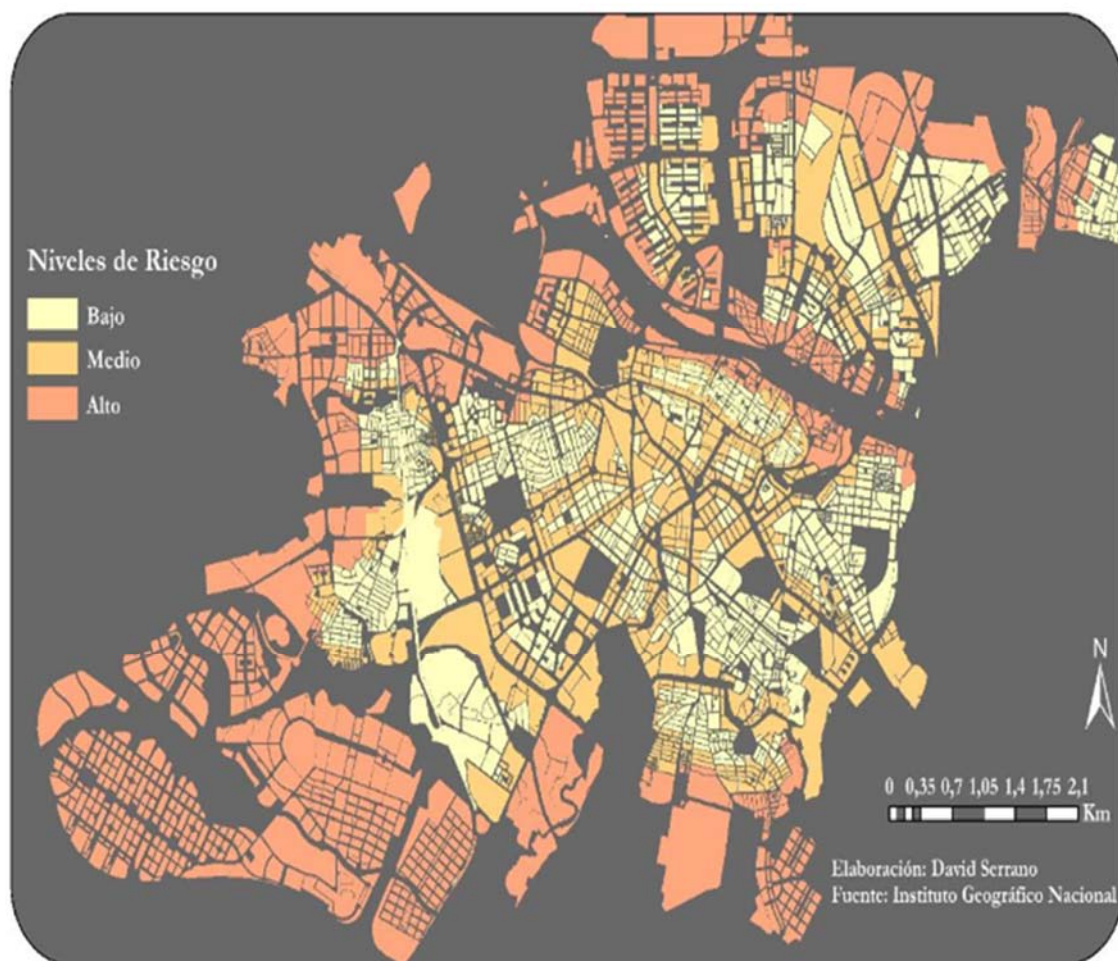 Niveles de Riesgo
Bajo
Medio
Alto
N
0 0,35 0,7 1,05 1,4 1,75 2,1
Km
Elaboración: David Serrano
Fuente: Instituto Geográfico Nacional